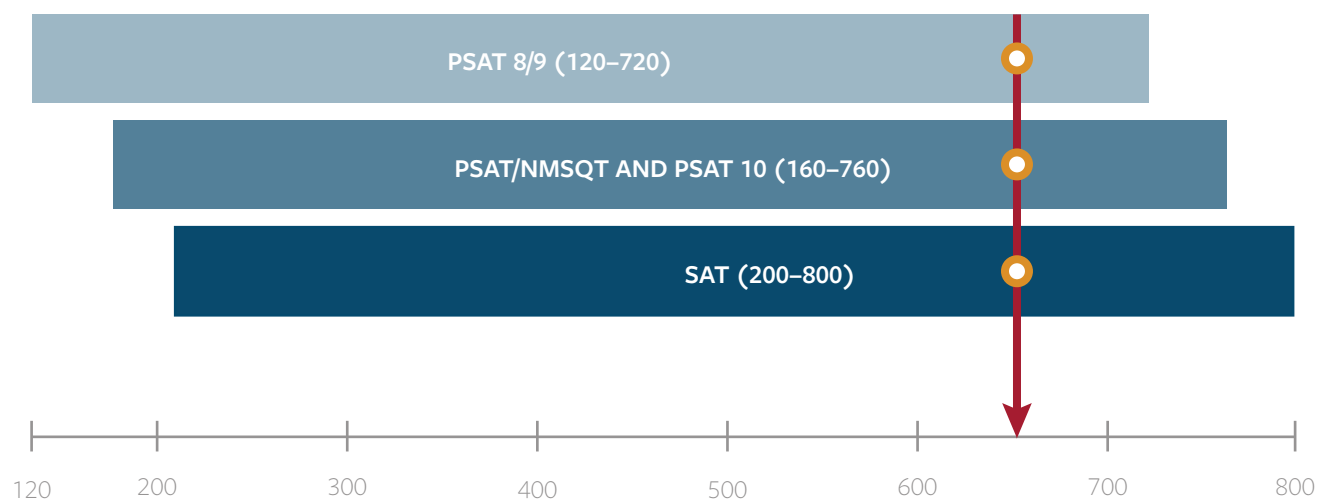 PSAT 8/9 (120–720)
PSAT/NMSQT AND PSAT 10 (160–760)
SAT (200–800)
120 200 300 400 500 600 700 800